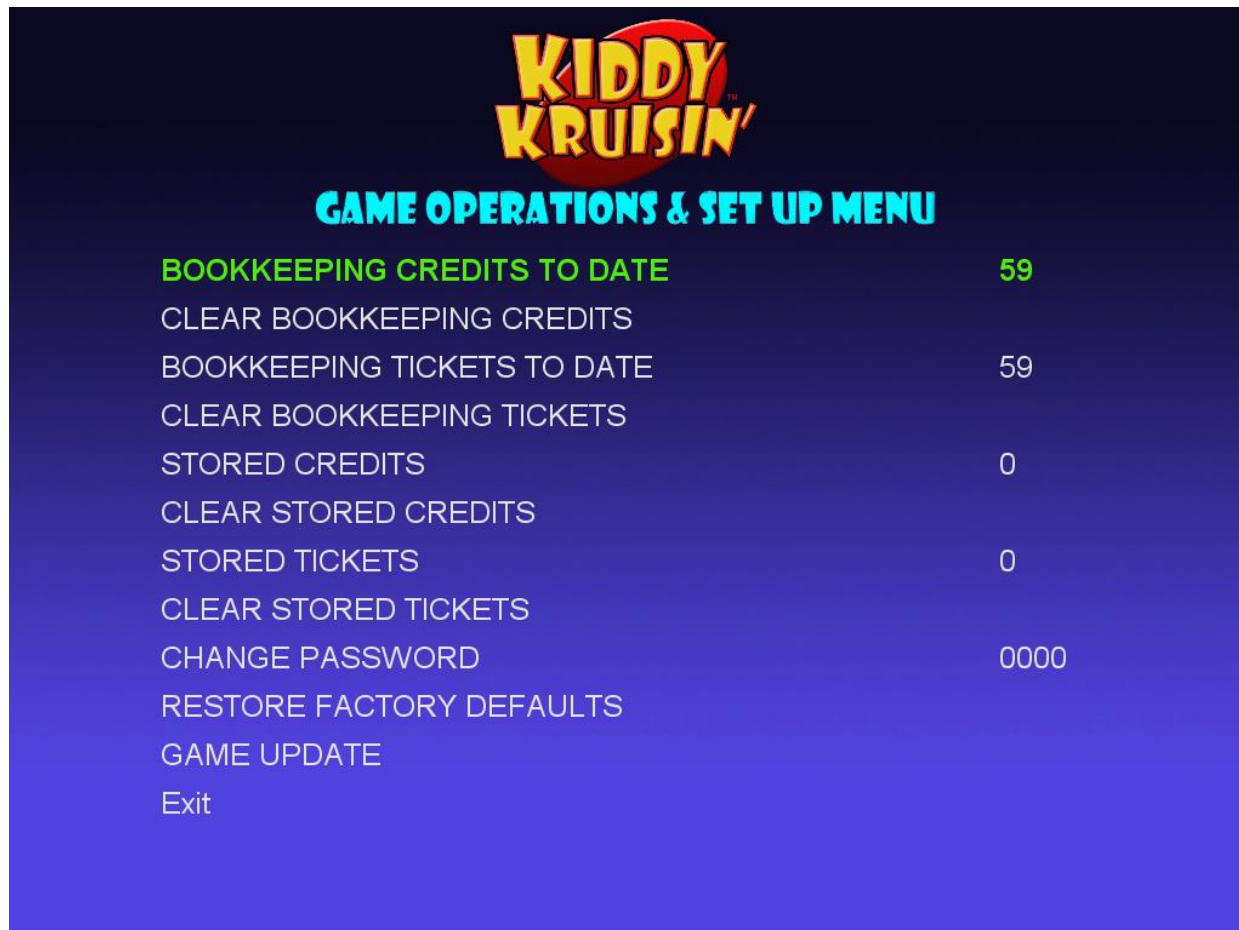 KIDDY
KRUISIN'™
GAME OPERATIONS & SET UP MENU
BOOKKEEPING CREDITS TO DATE 59
CLEAR BOOKKEEPING CREDITS
BOOKKEEPING TICKETS TO DATE 59
CLEAR BOOKKEEPING TICKETS
STORED CREDITS 0
CLEAR STORED CREDITS
STORED TICKETS 0
CLEAR STORED TICKETS
CHANGE PASSWORD 0000
RESTORE FACTORY DEFAULTS
GAME UPDATE
Exit